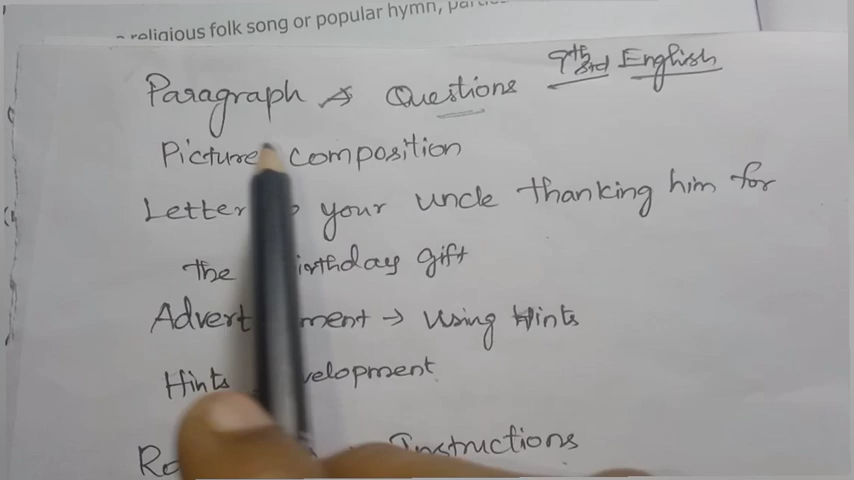 religious folk song or popular hymn,
Paragraph Questions 9th 3rd English
Picture composition
Letter your uncle thanking him for
the birthday gift
Advert ment → using Hints
Hints velopment
Instructions